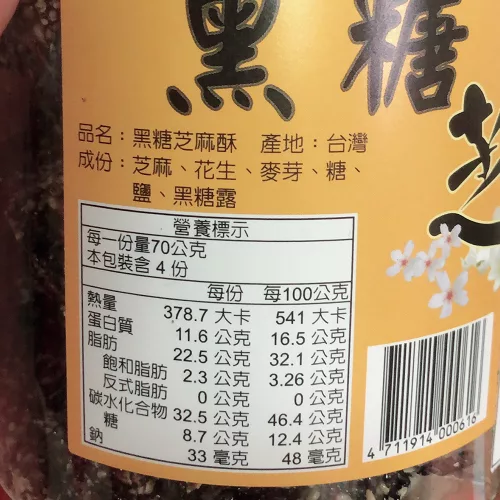 黑糖
品名：黑糖芝麻酥 產地：台灣
成份：芝麻、花生、麥芽、糖、
鹽、黑糖露
營養標示
每一份量70公克
本包裝含 4 份
每份 每100公克
熱量 378.7 大卡 541 大卡
蛋白質 11.6 公克 16.5 公克
脂肪 22.5 公克 32.1 公克
飽和脂肪 2.3 公克 3.26 公克
反式脂肪 0 公克 0 公克
碳水化合物 32.5 公克 46.4 公克
糖 8.7 公克 12.4 公克
鈉 33 毫克 48 毫克
4 711914 000616